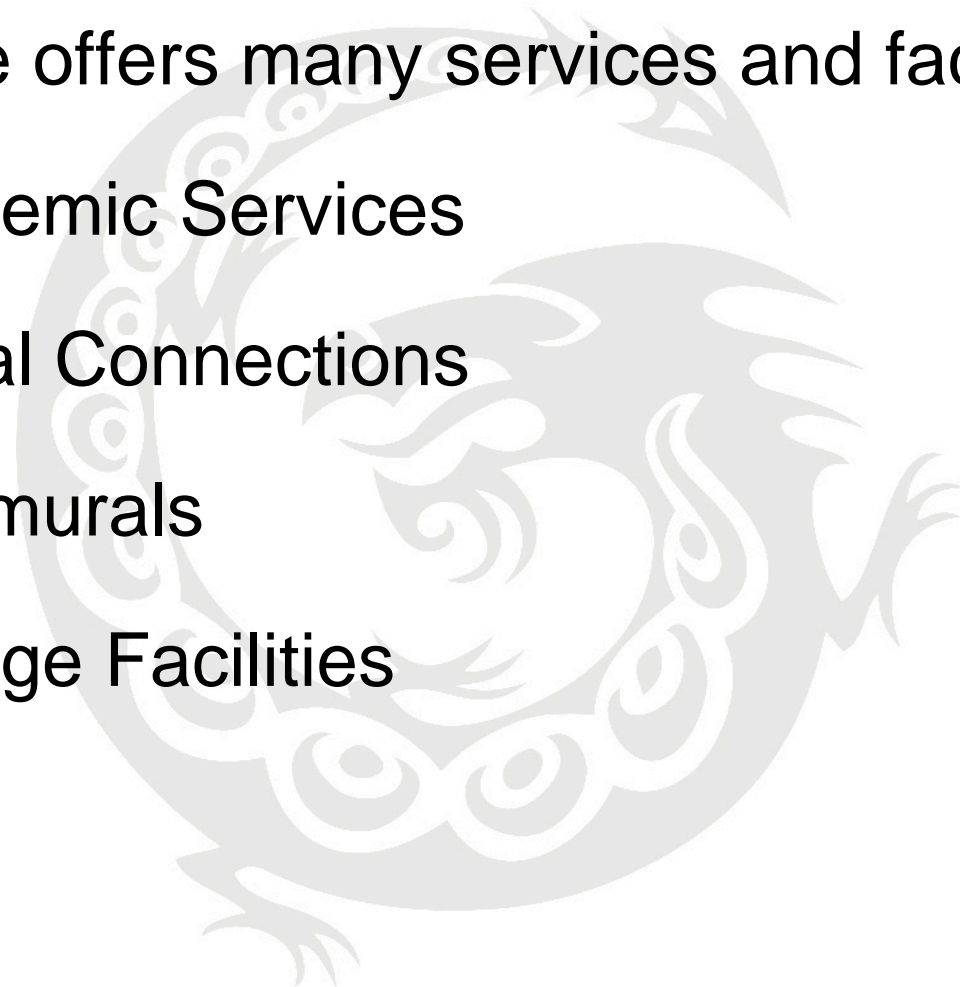 e offers many services and fac
emic Services
al Connections
murals
ge Facilities